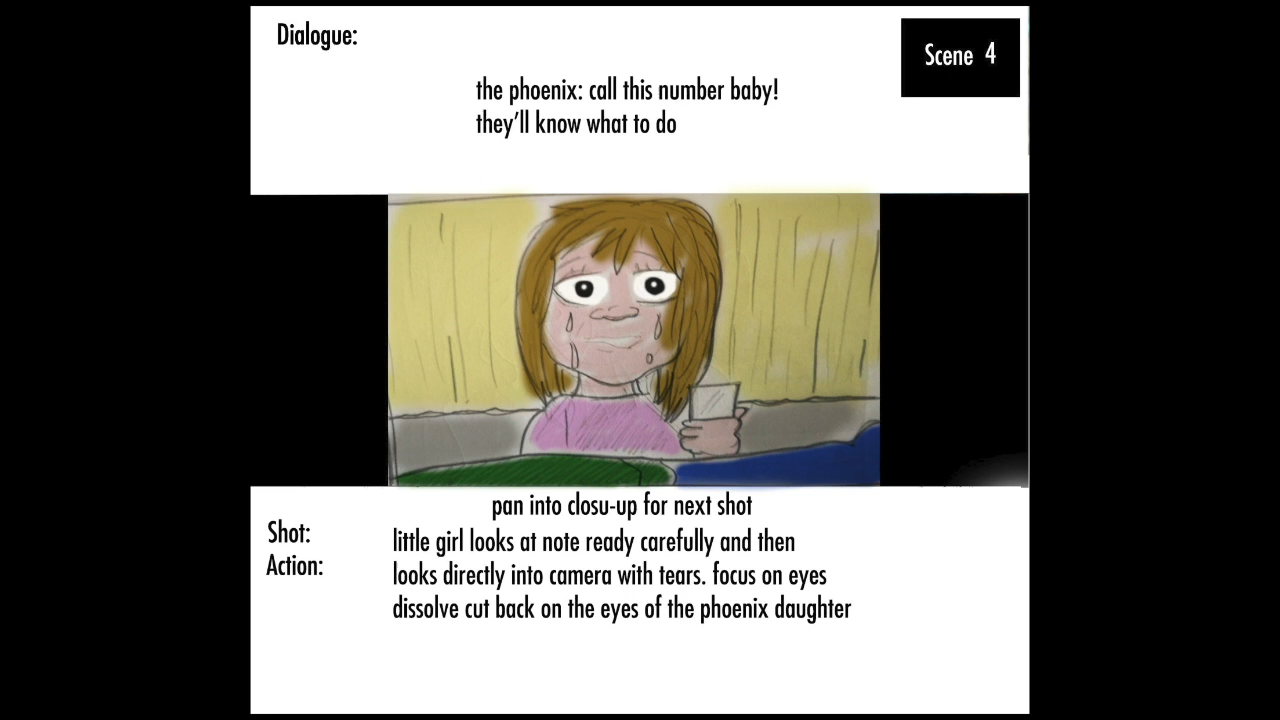 Dialogue:
Scene 4
the phoenix: call this number baby!
they'll know what to do
pan into closu-up for next shot
Shot:
little girl looks at note ready carefully and then
Action:
looks directly into camera with tears. focus on eyes
dissolve cut back on the eyes of the phoenix daughter